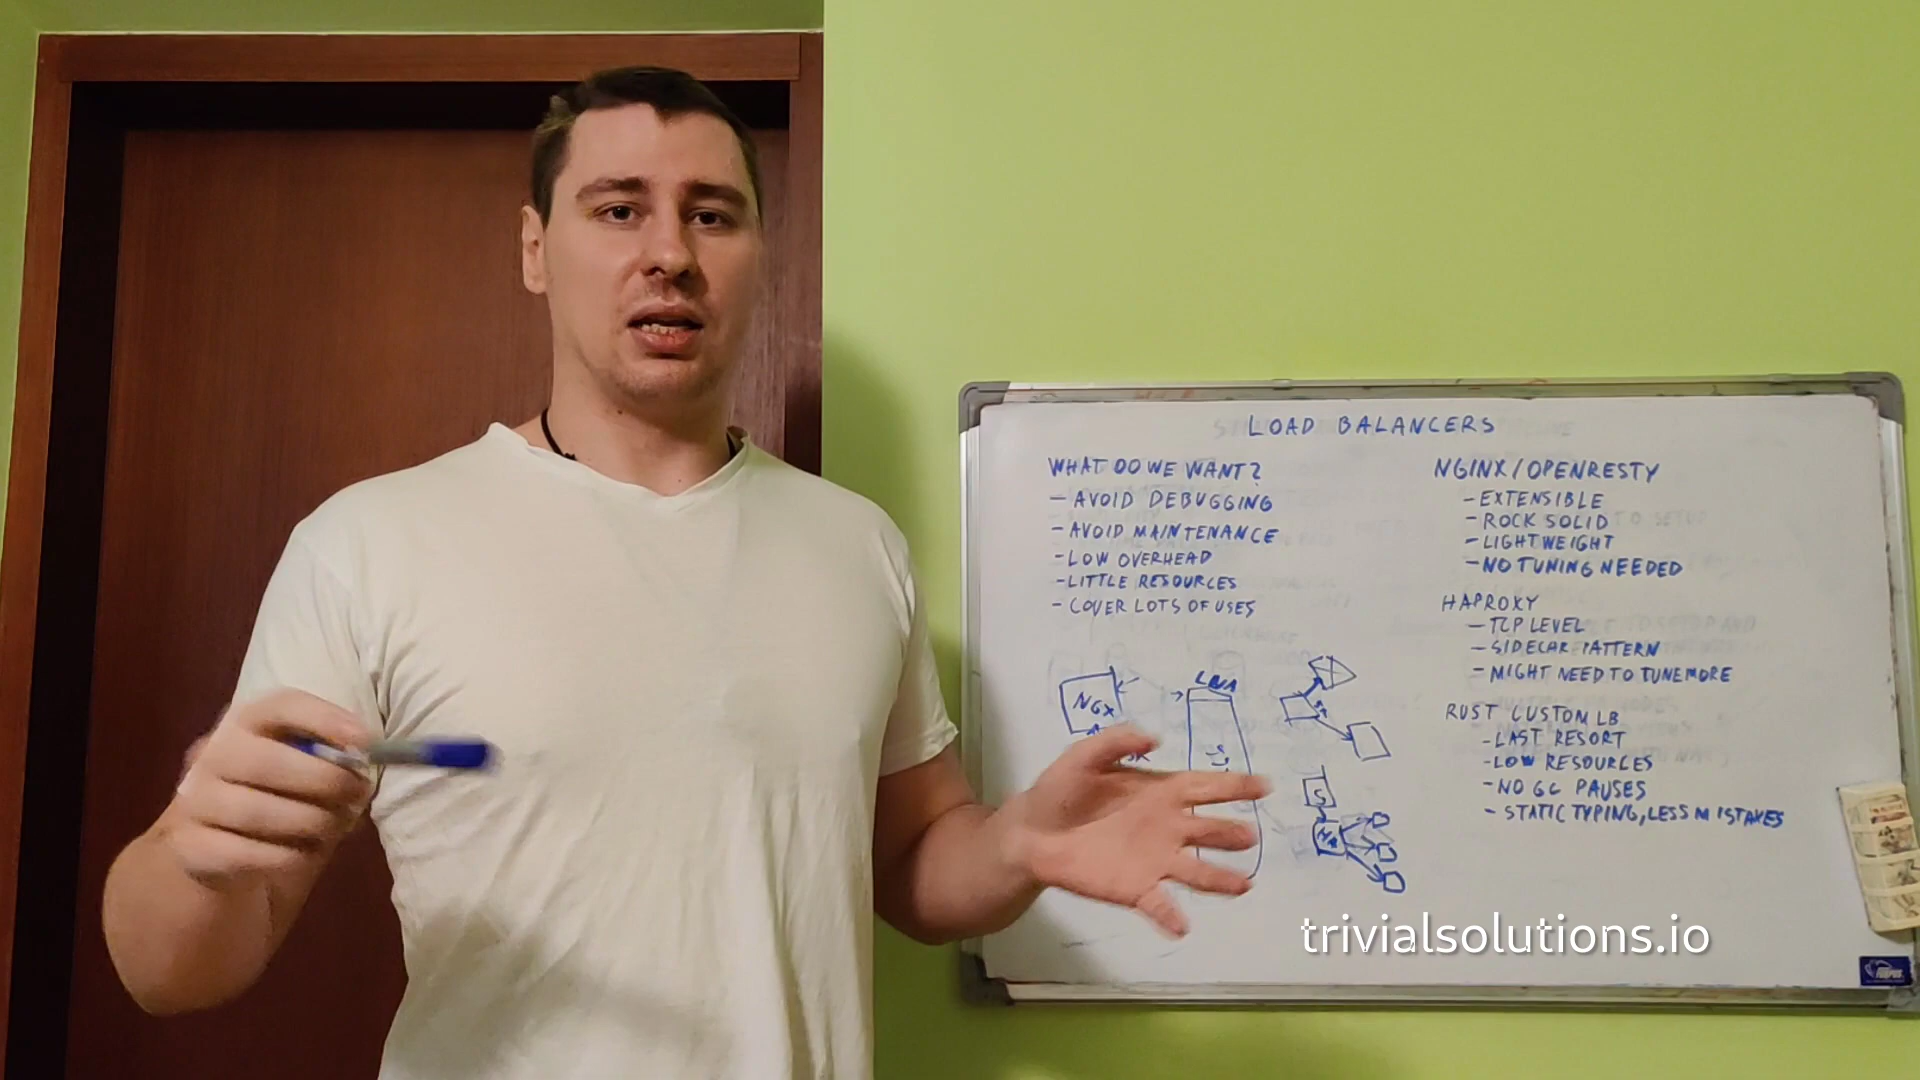 LOAD BALANCERS
WHAT DO WE WANT?
- AVOID DEBUGGING
- AVOID MAINTENANCE
- LOW OVERHEAD
- LITTLE RESOURCES
- COVER LOTS OF USES
NGINX/OPENRESTY
- EXTENSIBLE
- ROCK SOLID
- LIGHTWEIGHT
- NO TUNING NEEDED
HAPROXY
- TCP LEVEL
- SIDECAR PATTERN
- MIGHT NEED TO TUNE MORE
RUST CUSTOM LB
- LAST RESORT
- LOW RESOURCES
- NO GC PAUSES
- STATIC TYPING, LESS MISTAKES
NGX
S
trivialsolutions.io